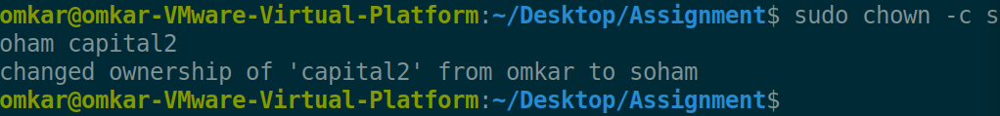 omkar@omkar-VMware-Virtual-Platform:~/Desktop/Assignment$ sudo chown -c s
oham capital2
changed ownership of 'capital2' from omkar to soham
omkar@omkar-VMware-Virtual-Platform:~/Desktop/Assignment$